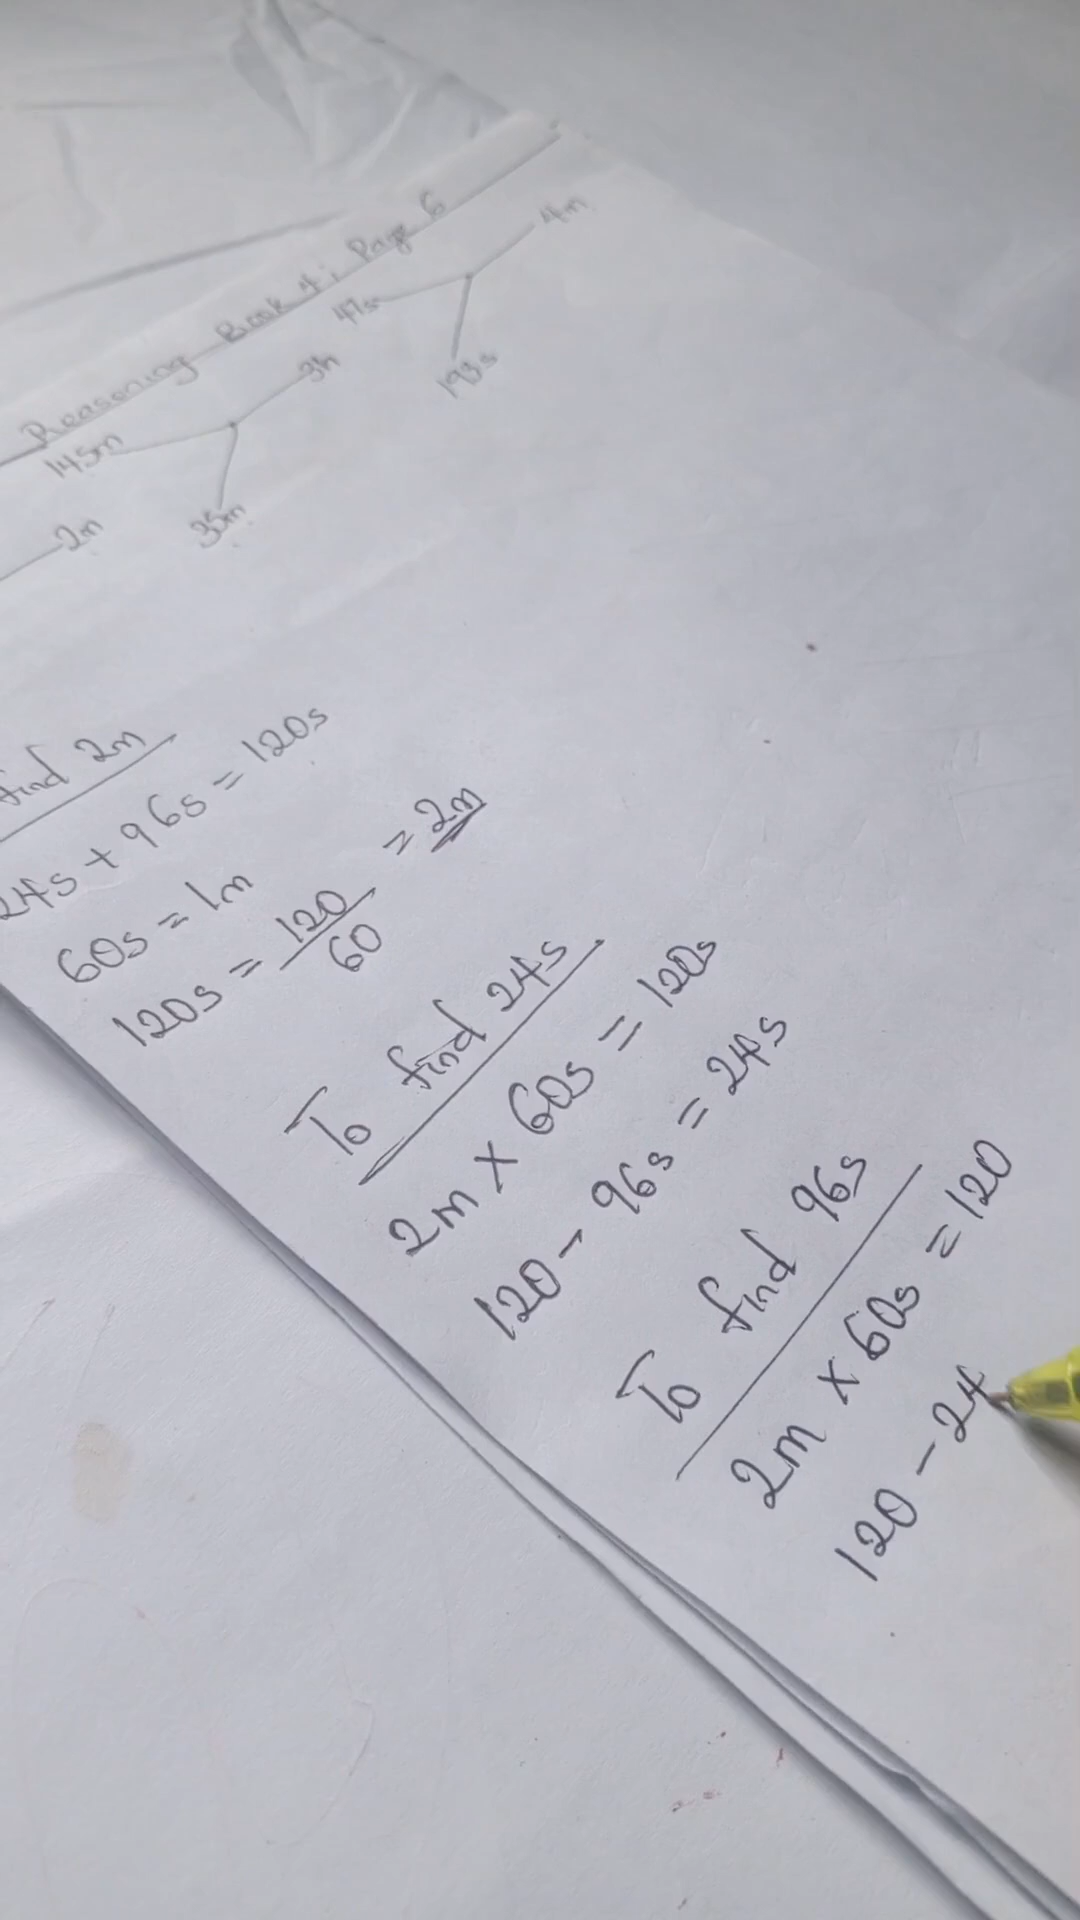 Reasoning Book 4; Page 6
47s 4m
193s
145m 3h
35m
2m
find 2m
24s + 96s = 120s
60s = 1m
120s = 120/60 = 2m
To find 24s
2m x 60s = 120s
120 - 96s = 24s
To find 96s
2m x 60s = 120
120 - 24